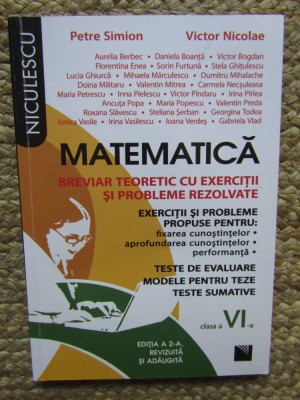 NICULESCU
Petre Simion Victor Nicolae
Aurelia Berbec • Daniela Boanță • Victor Bogdan
Florentina Enea • Sorin Furtună • Stela Ghițulescu
Lucia Ghiurcă • Mihaela Mărculescu • Dumitru Mihalache
Doina Militaru • Valentin Mitrea • Carmela Neculeasa
Maria Petrescu • Inna Pielescu • Victor Pîndaru • Irina Pîrlea
Ancuța Popa • Maria Popescu • Valentin Preda
Roxana Slăvescu • Steliana Șerban • Georgina Todea
Ionica Vasile • Irina Vasilescu • Ioana Verdeș • Gabriela Vlad
MATEMATICĂ
BREVIAR TEORETIC CU EXERCIȚII
ȘI PROBLEME REZOLVATE
EXERCIȚII ȘI PROBLEME
PROPUSE PENTRU:
fixarea cunoștințelor •
aprofundarea cunoștințelor •
performanță •
TESTE DE EVALUARE
MODELE PENTRU TEZE
TESTE SUMATIVE
clasa a VI-a
EDIȚIA A 2-A,
REVIZUITĂ
ȘI ADĂUGITĂ